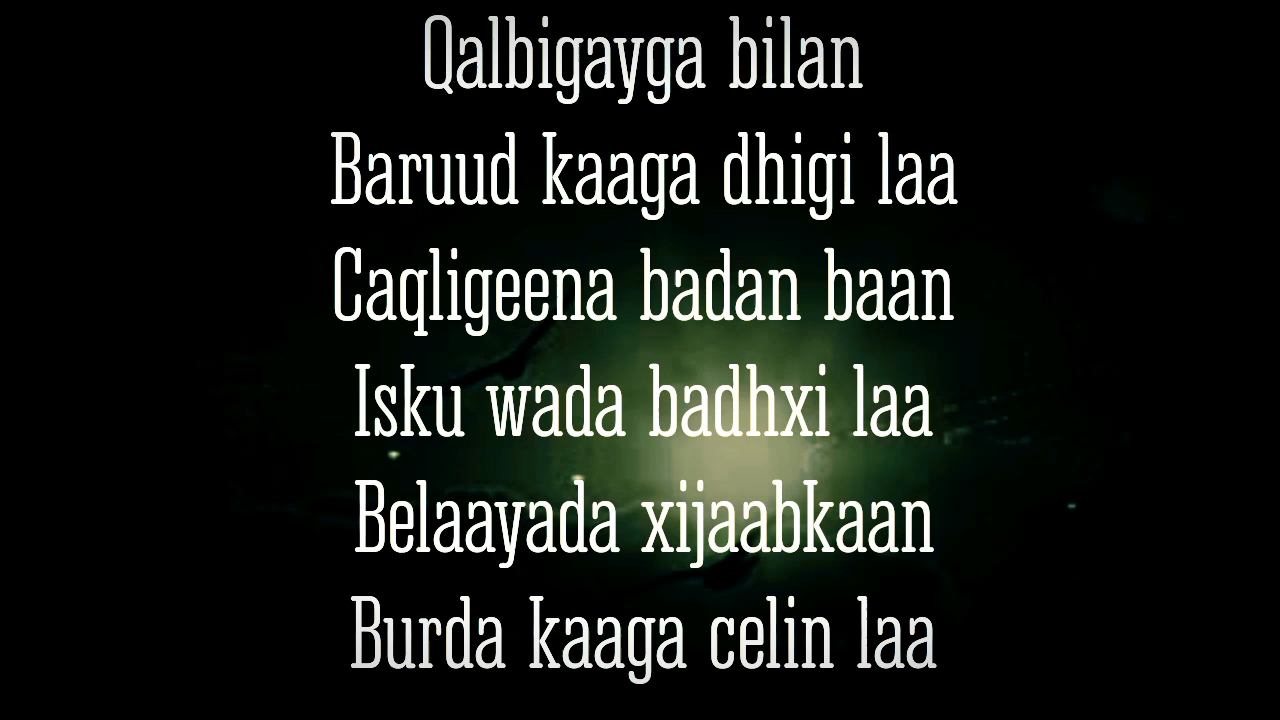 Qalbigayga bilan
Baruud kaaga dhigi laa
Caqligeena badan baan
Isku wada badhxi laa
Belaayada xijaabkaan
Burda kaaga celin laa